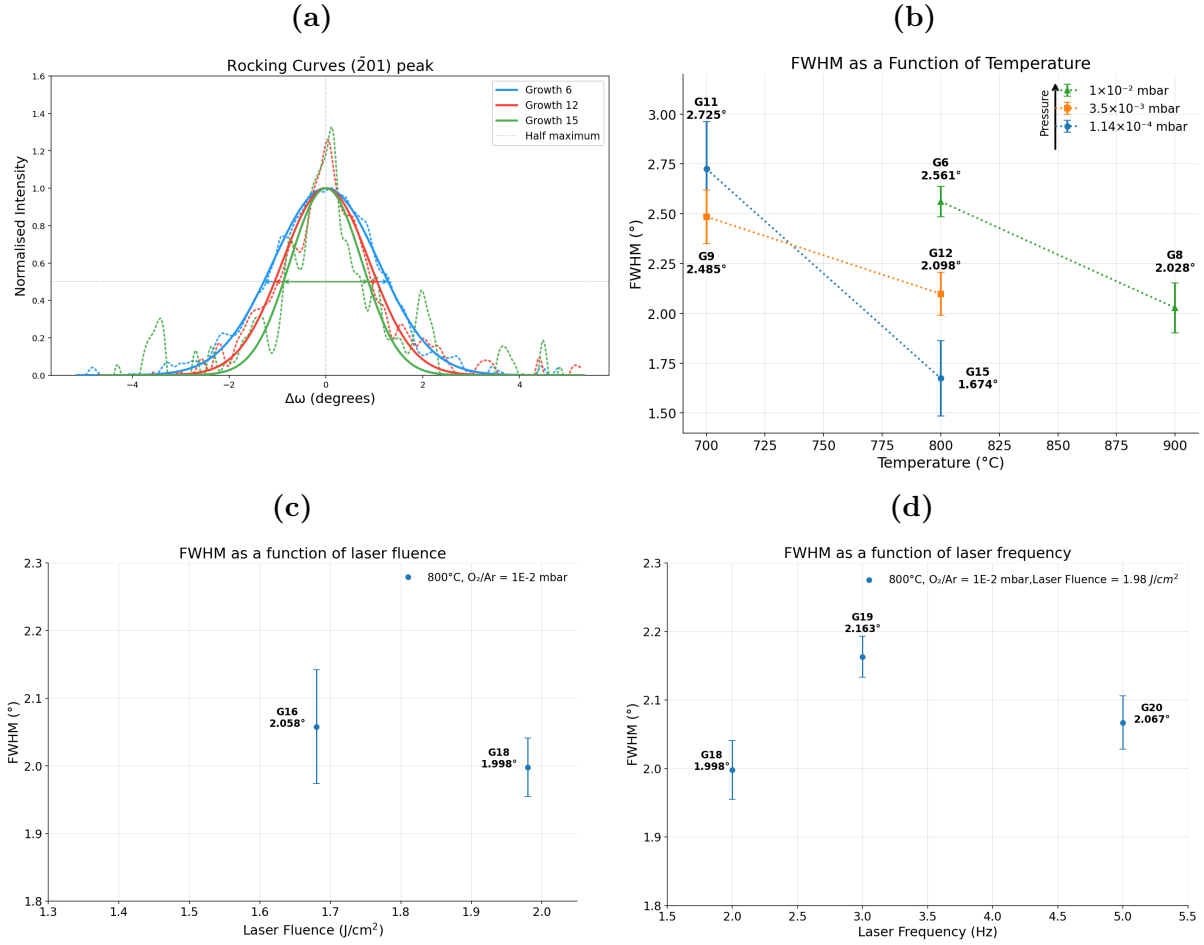 (a)
Rocking Curves (2̄01) peak
Normalised Intensity
1.6
1.4
1.2
1.0
0.8
0.6
0.4
0.2
0.0
−4
−2
0
2
4
Δω (degrees)
Growth 6
Growth 12
Growth 15
Half maximum
(b)
FWHM as a Function of Temperature
FWHM (°)
3.00
2.75
2.50
2.25
2.00
1.75
1.50
700
725
750
775
800
825
850
875
900
Temperature (°C)
Pressure
1×10⁻² mbar
3.5×10⁻³ mbar
1.14×10⁻⁴ mbar
G11
2.725°
G9
2.485°
G6
2.561°
G12
2.098°
G15
1.674°
G8
2.028°
(c)
FWHM as a function of laser fluence
FWHM (°)
2.3
2.2
2.1
2.0
1.9
1.8
1.3
1.4
1.5
1.6
1.7
1.8
1.9
2.0
Laser Fluence (J/cm²)
800°C, O₂/Ar = 1E-2 mbar
G16
2.058°
G18
1.998°
(d)
FWHM as a function of laser frequency
FWHM (°)
2.3
2.2
2.1
2.0
1.9
1.8
1.5
2.0
2.5
3.0
3.5
4.0
4.5
5.0
5.5
Laser Frequency (Hz)
800°C, O₂/Ar = 1E-2 mbar,Laser Fluence = 1.98 J/cm²
G18
1.998°
G19
2.163°
G20
2.067°